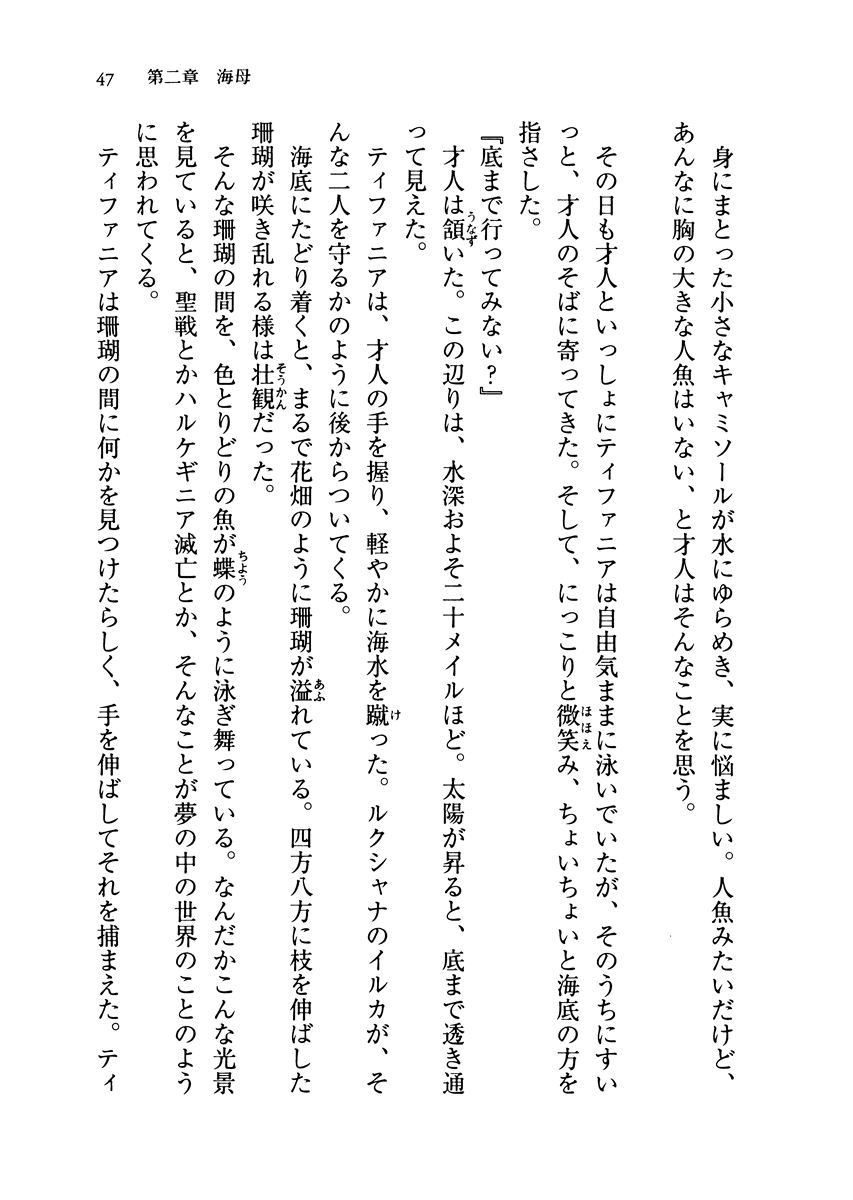 47　第二章　海母
　身にまとった小さなキャミソールが水にゆらめき、実に悩ましい。人魚みたいだけど、
あんなに胸の大きな人魚はいない、と才人はそんなことを思う。
　その日も才人といっしょにティファニアは自由気ままに泳いでいたが、そのうちにすい
っと、才人のそばに寄ってきた。そして、にっこりと微笑み、ちょいちょいと海底の方を
指さした。
『底まで行ってみない？』
　才人は頷いた。この辺りは、水深およそ二十メイルほど。太陽が昇ると、底まで透き通
って見えた。
　ティファニアは、才人の手を握り、軽やかに海水を蹴った。ルクシャナのイルカが、そ
んな二人を守るかのように後からついてくる。
　海底にたどり着くと、まるで花畑のように珊瑚が溢れている。四方八方に枝を伸ばした
珊瑚が咲き乱れる様は壮観だった。
　そんな珊瑚の間を、色とりどりの魚が蝶のように泳ぎ舞っている。なんだかこんな光景
を見ていると、聖戦とかハルケギニア滅亡とか、そんなことが夢の中の世界のことのよう
に思われてくる。
　ティファニアは珊瑚の間に何かを見つけたらしく、手を伸ばしてそれを捕まえた。ティ